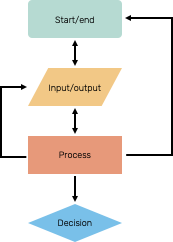 Start/end
Input/output
Process
Decision